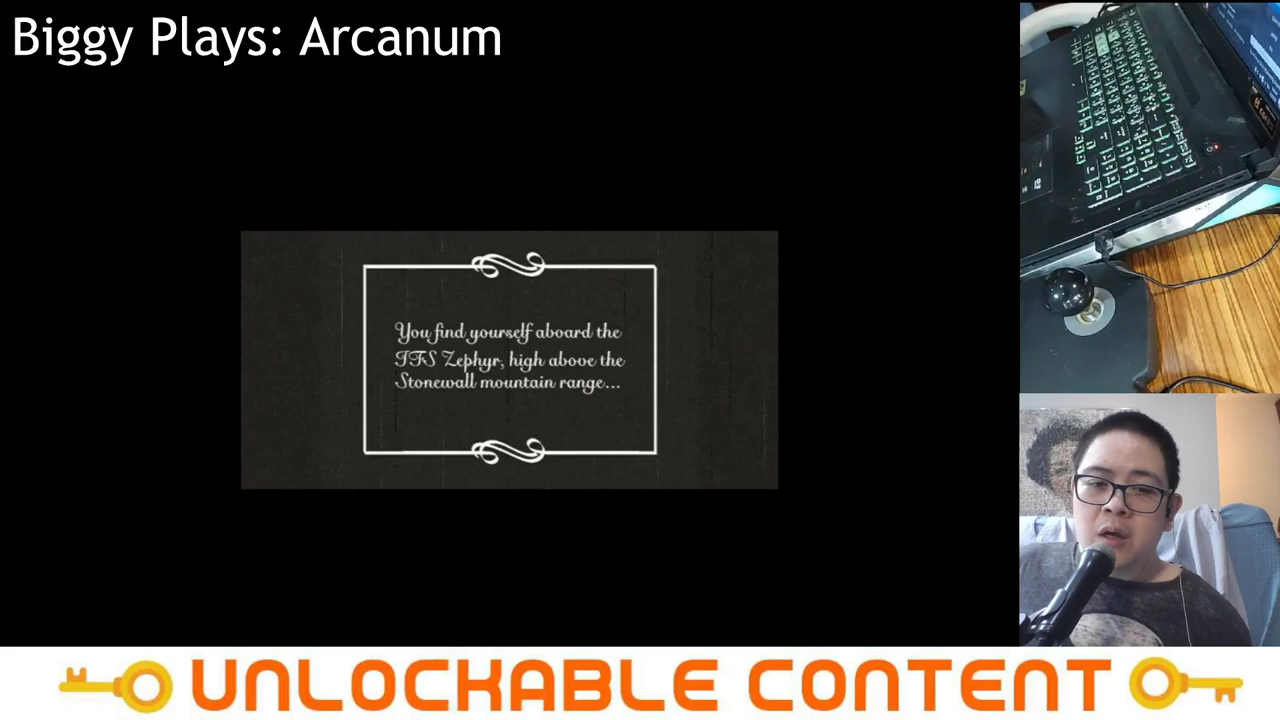 Biggy Plays: Arcanum
You find yourself aboard the
IFS Zephyr, high above the
Stonewall mountain range...
UNLOCKABLE CONTENT